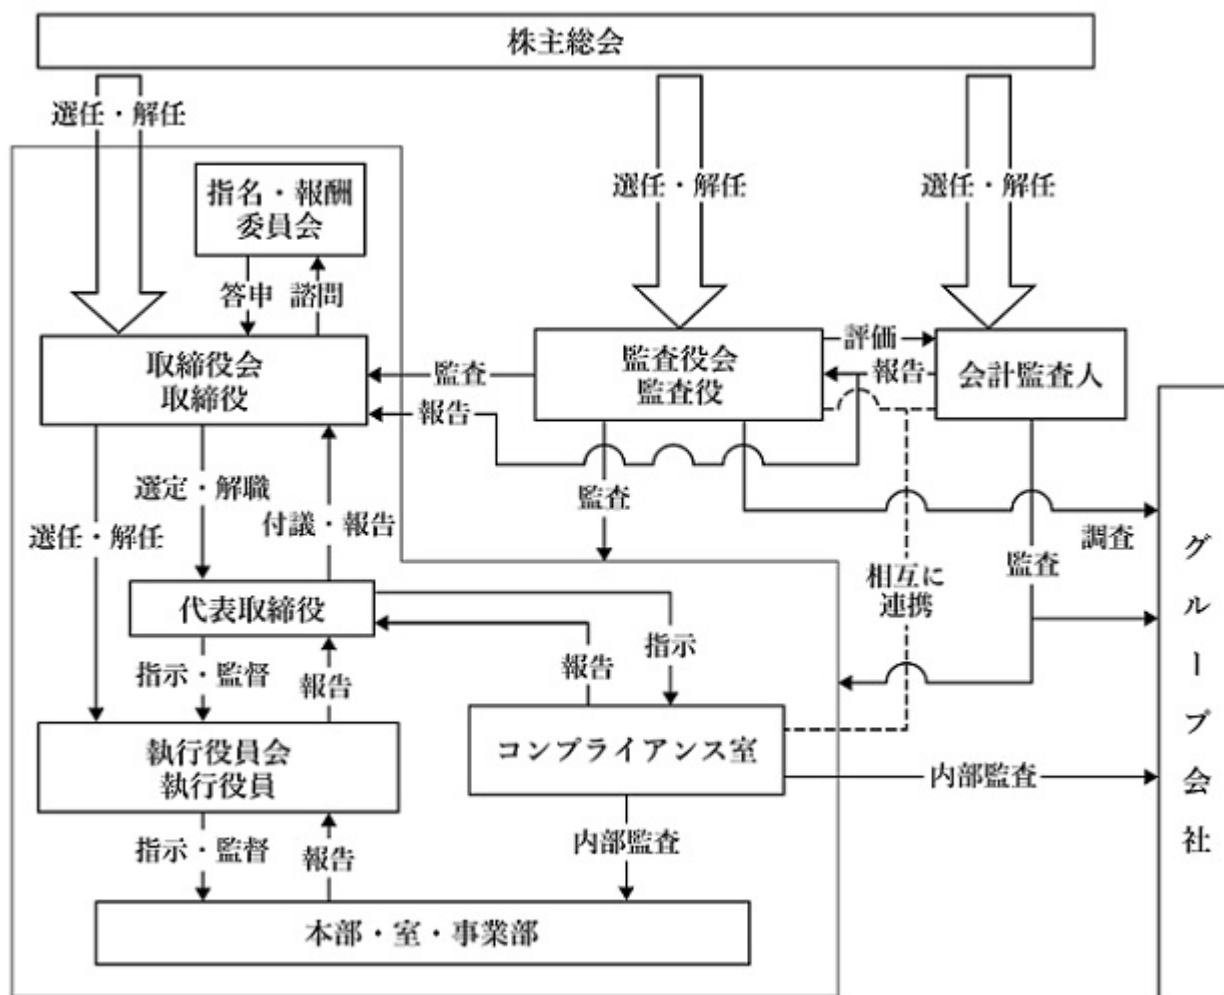 株主総会
選任・解任
選任・解任
選任・解任
指名・報酬
委員会
答申
諮問
取締役会
取締役
監査
報告
監査役会
監査役
評価
報告
会計監査人
選定・解職
選任・解任
付議・報告
監査
調査
監査
相互に
連携
グループ会社
代表取締役
指示
報告
指示・監督
報告
執行役員会
執行役員
コンプライアンス室
内部監査
指示・監督
報告
内部監査
本部・室・事業部